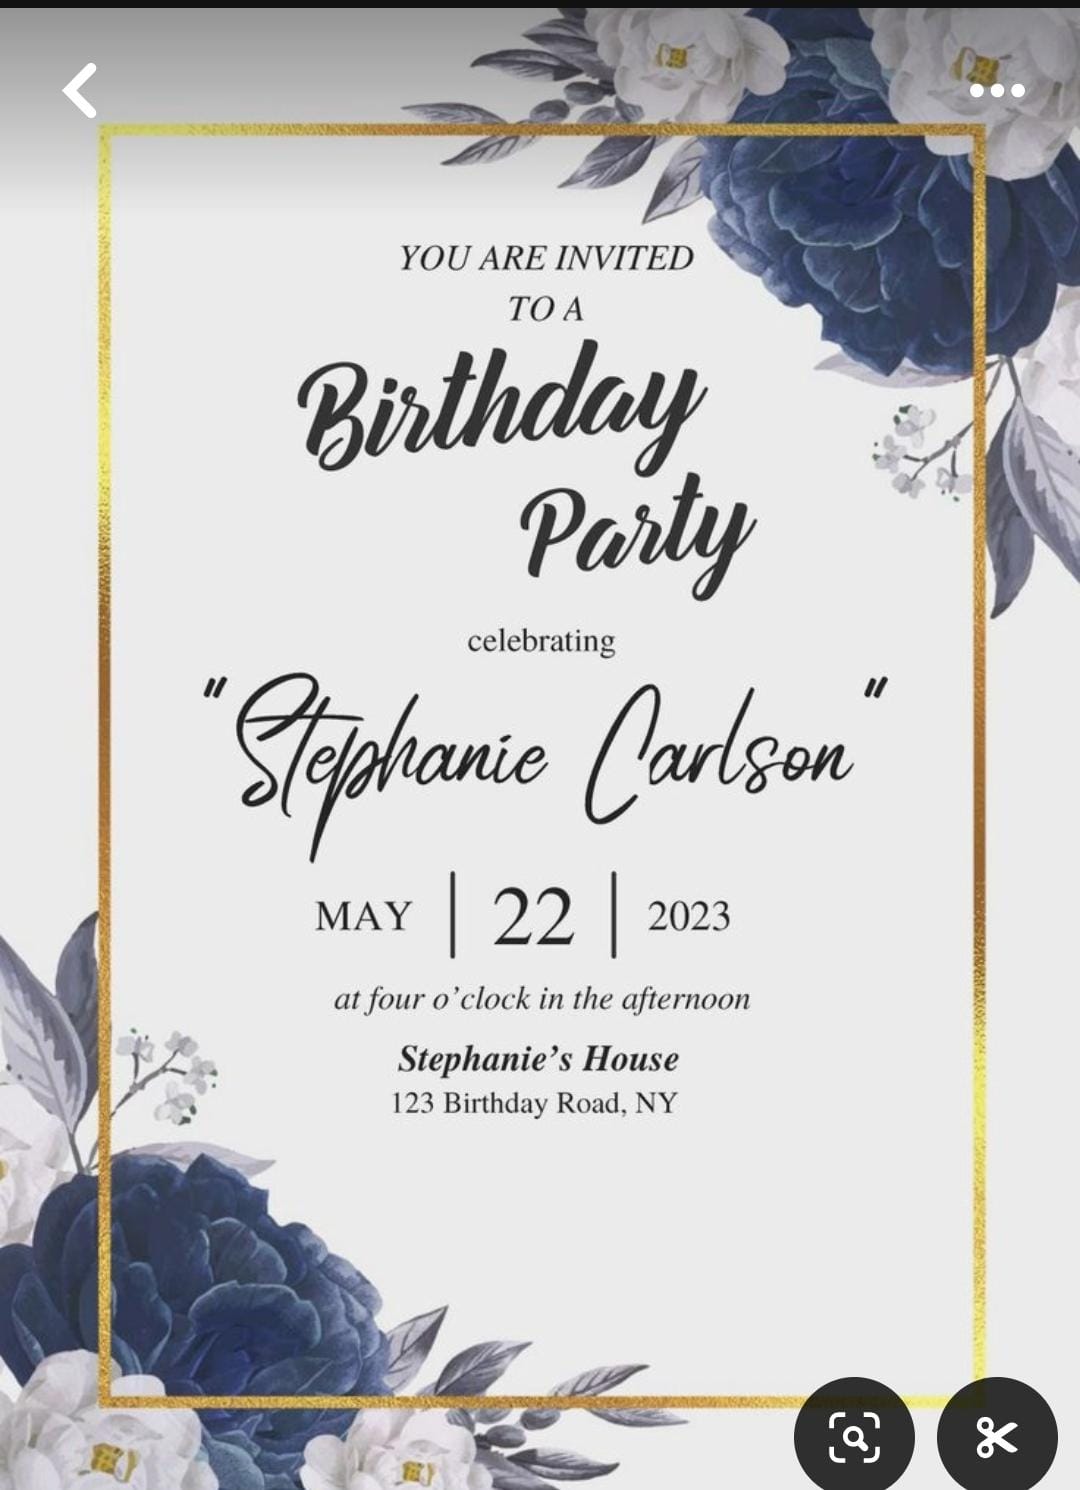 YOU ARE INVITED
TO A
Birthday
Party
celebrating
"Stephanie Carlson"
MAY | 22 | 2023
at four o’clock in the afternoon
Stephanie’s House
123 Birthday Road, NY